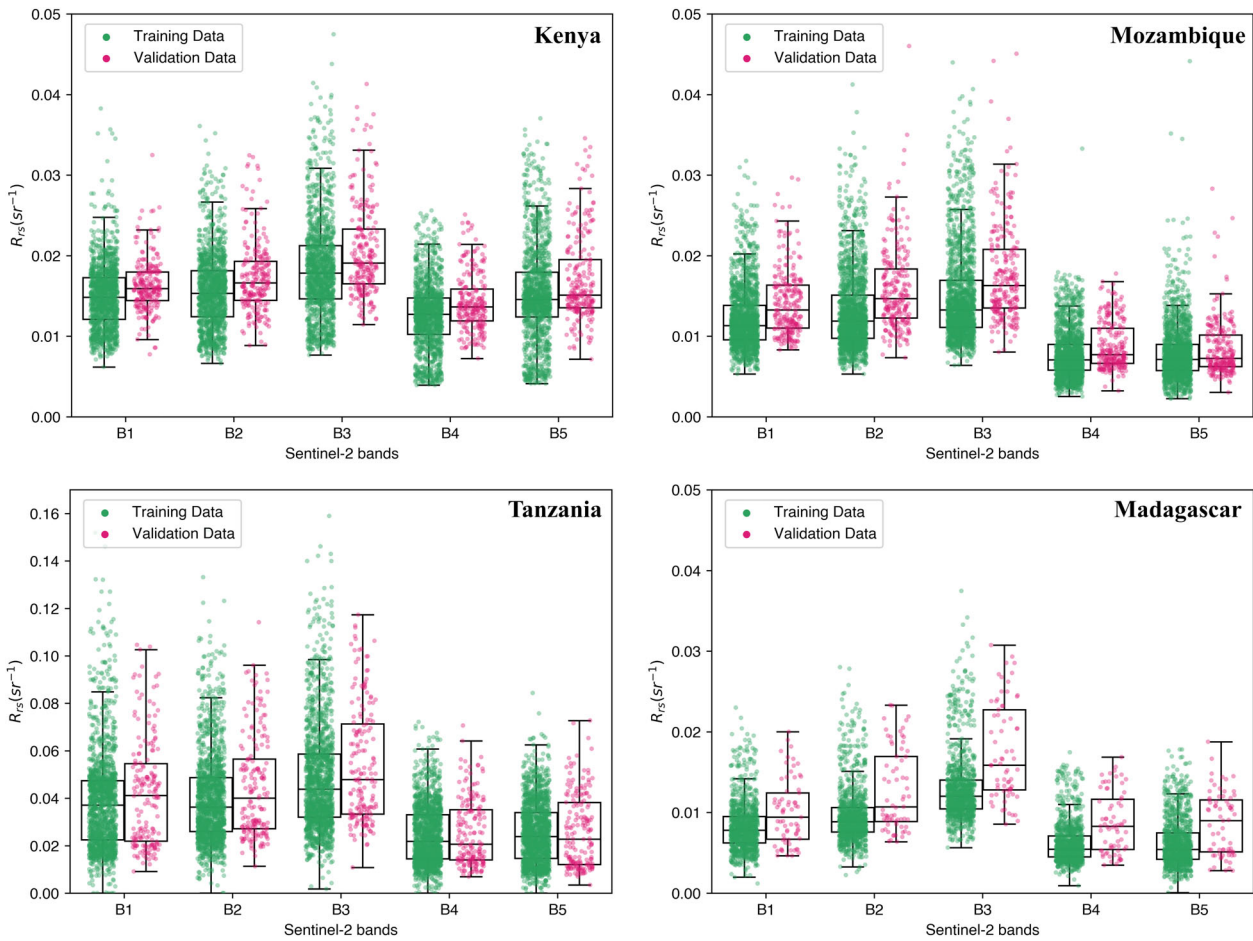 Kenya
Training Data
Validation Data
0.05
0.04
0.03
0.02
0.01
0.00
R_rs(sr⁻¹)
B1 B2 B3 B4 B5
Sentinel-2 bands
Mozambique
Training Data
Validation Data
0.05
0.04
0.03
0.02
0.01
0.00
R_rs(sr⁻¹)
B1 B2 B3 B4 B5
Sentinel-2 bands
Tanzania
Training Data
Validation Data
0.16
0.14
0.12
0.10
0.08
0.06
0.04
0.02
0.00
R_rs(sr⁻¹)
B1 B2 B3 B4 B5
Sentinel-2 bands
Madagascar
Training Data
Validation Data
0.05
0.04
0.03
0.02
0.01
0.00
R_rs(sr⁻¹)
B1 B2 B3 B4 B5
Sentinel-2 bands